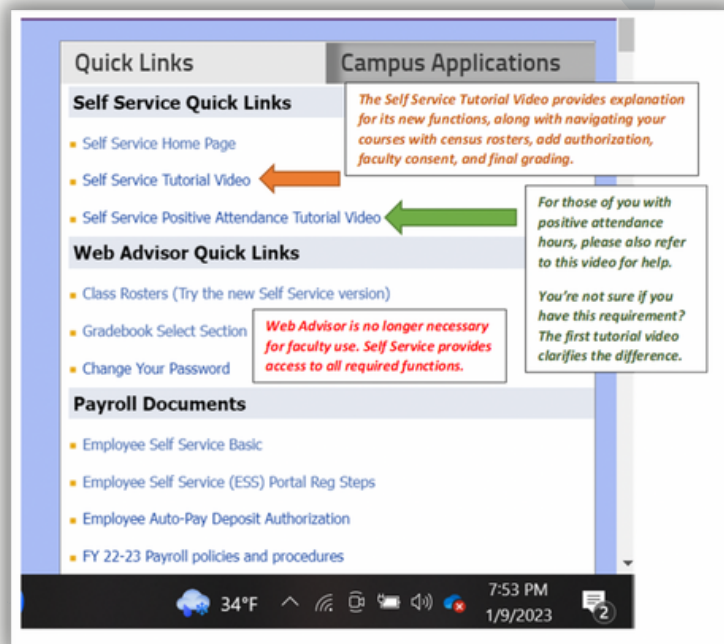 Quick Links
Campus Applications
Self Service Quick Links
The Self Service Tutorial Video provides explanation
for its new functions, along with navigating your
courses with census rosters, add authorization,
faculty consent, and final grading.
Self Service Home Page
Self Service Tutorial Video
Self Service Positive Attendance Tutorial Video
For those of you with
positive attendance
hours, please also refer
to this video for help.
You're not sure if you
have this requirement?
The first tutorial video
clarifies the difference.
Web Advisor Quick Links
Class Rosters (Try the new Self Service version)
Gradebook Select Section
Change Your Password
Web Advisor is no longer necessary
for faculty use. Self Service provides
access to all required functions.
Payroll Documents
Employee Self Service Basic
Employee Self Service (ESS) Portal Reg Steps
Employee Auto-Pay Deposit Authorization
FY 22-23 Payroll policies and procedures
34°F
7:53 PM
1/9/2023
2